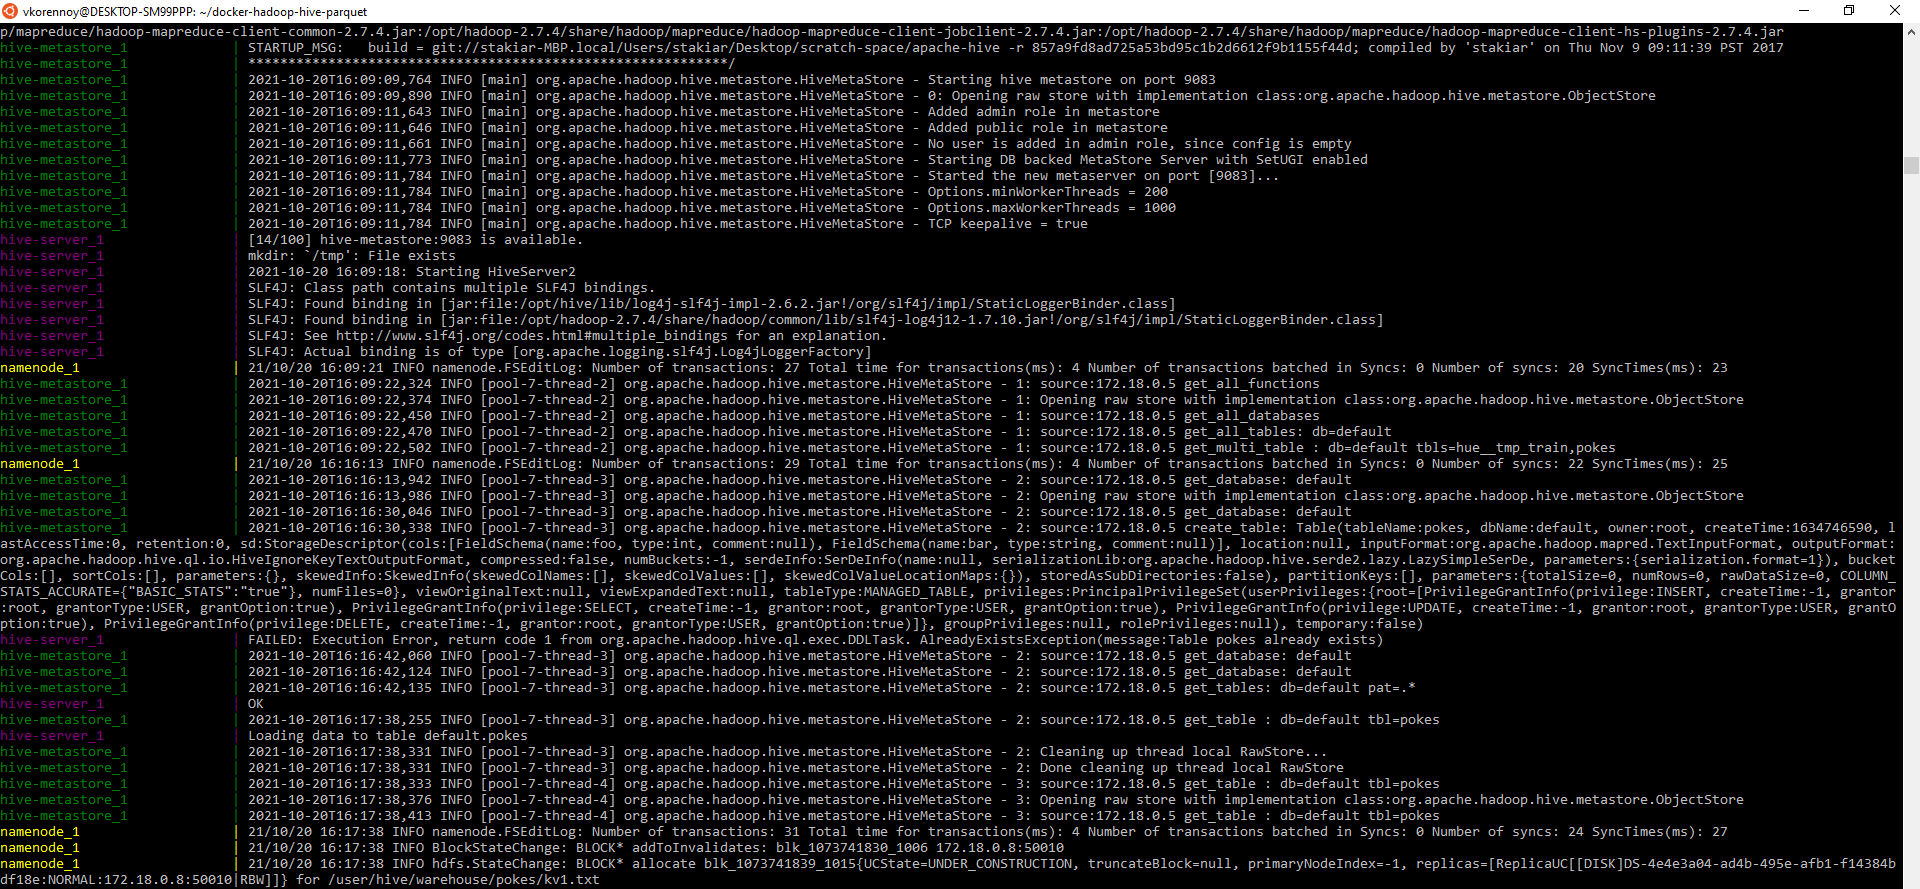 vkorennoy@DESKTOP-SM99PPP: ~/docker-hadoop-hive-parquet
p/mapreduce/hadoop-mapreduce-client-common-2.7.4.jar:/opt/hadoop-2.7.4/share/hadoop/mapreduce/hadoop-mapreduce-client-jobclient-2.7.4.jar:/opt/hadoop-2.7.4/share/hadoop/mapreduce/hadoop-mapreduce-client-hs-plugins-2.7.4.jar
hive-metastore_1 | STARTUP_MSG: build = git://stakiar-MBP.local/Users/stakiar/Desktop/scratch-space/apache-hive -r 857a9fd8ad725a53bd95c1b2d6612f9b1155f44d; compiled by 'stakiar' on Thu Nov 9 09:11:39 PST 2017
hive-metastore_1 | ************************************************************/
hive-metastore_1 | 2021-10-20T16:09:09,764 INFO [main] org.apache.hadoop.hive.metastore.HiveMetaStore - Starting hive metastore on port 9083
hive-metastore_1 | 2021-10-20T16:09:09,890 INFO [main] org.apache.hadoop.hive.metastore.HiveMetaStore - 0: Opening raw store with implementation class:org.apache.hadoop.hive.metastore.ObjectStore
hive-metastore_1 | 2021-10-20T16:09:11,643 INFO [main] org.apache.hadoop.hive.metastore.HiveMetaStore - Added admin role in metastore
hive-metastore_1 | 2021-10-20T16:09:11,646 INFO [main] org.apache.hadoop.hive.metastore.HiveMetaStore - Added public role in metastore
hive-metastore_1 | 2021-10-20T16:09:11,661 INFO [main] org.apache.hadoop.hive.metastore.HiveMetaStore - No user is added in admin role, since config is empty
hive-metastore_1 | 2021-10-20T16:09:11,773 INFO [main] org.apache.hadoop.hive.metastore.HiveMetaStore - Starting DB backed MetaStore Server with SetUGI enabled
hive-metastore_1 | 2021-10-20T16:09:11,784 INFO [main] org.apache.hadoop.hive.metastore.HiveMetaStore - Started the new metaserver on port [9083]...
hive-metastore_1 | 2021-10-20T16:09:11,784 INFO [main] org.apache.hadoop.hive.metastore.HiveMetaStore - Options.minWorkerThreads = 200
hive-metastore_1 | 2021-10-20T16:09:11,784 INFO [main] org.apache.hadoop.hive.metastore.HiveMetaStore - Options.maxWorkerThreads = 1000
hive-metastore_1 | 2021-10-20T16:09:11,784 INFO [main] org.apache.hadoop.hive.metastore.HiveMetaStore - TCP keepalive = true
hive-server_1 | [14/100] hive-metastore:9083 is available.
hive-server_1 | mkdir: `/tmp': File exists
hive-server_1 | 2021-10-20 16:09:18: Starting HiveServer2
hive-server_1 | SLF4J: Class path contains multiple SLF4J bindings.
hive-server_1 | SLF4J: Found binding in [jar:file:/opt/hive/lib/log4j-slf4j-impl-2.6.2.jar!/org/slf4j/impl/StaticLoggerBinder.class]
hive-server_1 | SLF4J: Found binding in [jar:file:/opt/hadoop-2.7.4/share/hadoop/common/lib/slf4j-log4j12-1.7.10.jar!/org/slf4j/impl/StaticLoggerBinder.class]
hive-server_1 | SLF4J: See http://www.slf4j.org/codes.html#multiple_bindings for an explanation.
hive-server_1 | SLF4J: Actual binding is of type [org.apache.logging.slf4j.Log4jLoggerFactory]
namenode_1 | 21/10/20 16:09:21 INFO namenode.FSEditLog: Number of transactions: 27 Total time for transactions(ms): 4 Number of transactions batched in Syncs: 0 Number of syncs: 20 SyncTimes(ms): 23
hive-metastore_1 | 2021-10-20T16:09:22,324 INFO [pool-7-thread-2] org.apache.hadoop.hive.metastore.HiveMetaStore - 1: source:172.18.0.5 get_all_functions
hive-metastore_1 | 2021-10-20T16:09:22,374 INFO [pool-7-thread-2] org.apache.hadoop.hive.metastore.HiveMetaStore - 1: Opening raw store with implementation class:org.apache.hadoop.hive.metastore.ObjectStore
hive-metastore_1 | 2021-10-20T16:09:22,450 INFO [pool-7-thread-2] org.apache.hadoop.hive.metastore.HiveMetaStore - 1: source:172.18.0.5 get_all_databases
hive-metastore_1 | 2021-10-20T16:09:22,470 INFO [pool-7-thread-2] org.apache.hadoop.hive.metastore.HiveMetaStore - 1: source:172.18.0.5 get_all_tables: db=default
hive-metastore_1 | 2021-10-20T16:09:22,502 INFO [pool-7-thread-2] org.apache.hadoop.hive.metastore.HiveMetaStore - 1: source:172.18.0.5 get_multi_table : db=default tbls=hue__tmp_train,pokes
namenode_1 | 21/10/20 16:16:13 INFO namenode.FSEditLog: Number of transactions: 29 Total time for transactions(ms): 4 Number of transactions batched in Syncs: 0 Number of syncs: 22 SyncTimes(ms): 25
hive-metastore_1 | 2021-10-20T16:16:13,942 INFO [pool-7-thread-3] org.apache.hadoop.hive.metastore.HiveMetaStore - 2: source:172.18.0.5 get_database: default
hive-metastore_1 | 2021-10-20T16:16:13,986 INFO [pool-7-thread-3] org.apache.hadoop.hive.metastore.HiveMetaStore - 2: Opening raw store with implementation class:org.apache.hadoop.hive.metastore.ObjectStore
hive-metastore_1 | 2021-10-20T16:16:30,046 INFO [pool-7-thread-3] org.apache.hadoop.hive.metastore.HiveMetaStore - 2: source:172.18.0.5 get_database: default
hive-metastore_1 | 2021-10-20T16:16:30,338 INFO [pool-7-thread-3] org.apache.hadoop.hive.metastore.HiveMetaStore - 2: source:172.18.0.5 create_table: Table(tableName:pokes, dbName:default, owner:root, createTime:1634746590, l
astAccessTime:0, retention:0, sd:StorageDescriptor(cols:[FieldSchema(name:foo, type:int, comment:null), FieldSchema(name:bar, type:string, comment:null)], location:null, inputFormat:org.apache.hadoop.mapred.TextInputFormat, outputFormat:
org.apache.hadoop.hive.ql.io.HiveIgnoreKeyTextOutputFormat, compressed:false, numBuckets:-1, serdeInfo:SerDeInfo(name:null, serializationLib:org.apache.hadoop.hive.serde2.lazy.LazySimpleSerDe, parameters:{serialization.format=1}), bucket
Cols:[], sortCols:[], parameters:{}, skewedInfo:SkewedInfo(skewedColNames:[], skewedColValues:[], skewedColValueLocationMaps:{}), storedAsSubDirectories:false), partitionKeys:[], parameters:{totalSize=0, numRows=0, rawDataSize=0, COLUMN_
STATS_ACCURATE={"BASIC_STATS":"true"}, numFiles=0}, viewOriginalText:null, viewExpandedText:null, tableType:MANAGED_TABLE, privileges:PrincipalPrivilegeSet(userPrivileges:{root=[PrivilegeGrantInfo(privilege:INSERT, createTime:-1, grantor
:root, grantorType:USER, grantOption:true), PrivilegeGrantInfo(privilege:SELECT, createTime:-1, grantor:root, grantorType:USER, grantOption:true), PrivilegeGrantInfo(privilege:UPDATE, createTime:-1, grantor:root, grantorType:USER, grantO
ption:true), PrivilegeGrantInfo(privilege:DELETE, createTime:-1, grantor:root, grantorType:USER, grantOption:true)]}, groupPrivileges:null, rolePrivileges:null), temporary:false)
hive-server_1 | FAILED: Execution Error, return code 1 from org.apache.hadoop.hive.ql.exec.DDLTask. AlreadyExistsException(message:Table pokes already exists)
hive-metastore_1 | 2021-10-20T16:16:42,060 INFO [pool-7-thread-3] org.apache.hadoop.hive.metastore.HiveMetaStore - 2: source:172.18.0.5 get_database: default
hive-metastore_1 | 2021-10-20T16:16:42,124 INFO [pool-7-thread-3] org.apache.hadoop.hive.metastore.HiveMetaStore - 2: source:172.18.0.5 get_database: default
hive-metastore_1 | 2021-10-20T16:16:42,135 INFO [pool-7-thread-3] org.apache.hadoop.hive.metastore.HiveMetaStore - 2: source:172.18.0.5 get_tables: db=default pat=.*
hive-server_1 | OK
hive-metastore_1 | 2021-10-20T16:17:38,255 INFO [pool-7-thread-3] org.apache.hadoop.hive.metastore.HiveMetaStore - 2: source:172.18.0.5 get_table : db=default tbl=pokes
hive-server_1 | Loading data to table default.pokes
hive-metastore_1 | 2021-10-20T16:17:38,331 INFO [pool-7-thread-3] org.apache.hadoop.hive.metastore.HiveMetaStore - 2: Cleaning up thread local RawStore...
hive-metastore_1 | 2021-10-20T16:17:38,331 INFO [pool-7-thread-3] org.apache.hadoop.hive.metastore.HiveMetaStore - 2: Done cleaning up thread local RawStore
hive-metastore_1 | 2021-10-20T16:17:38,333 INFO [pool-7-thread-4] org.apache.hadoop.hive.metastore.HiveMetaStore - 3: source:172.18.0.5 get_table : db=default tbl=pokes
hive-metastore_1 | 2021-10-20T16:17:38,376 INFO [pool-7-thread-4] org.apache.hadoop.hive.metastore.HiveMetaStore - 3: Opening raw store with implementation class:org.apache.hadoop.hive.metastore.ObjectStore
hive-metastore_1 | 2021-10-20T16:17:38,413 INFO [pool-7-thread-4] org.apache.hadoop.hive.metastore.HiveMetaStore - 3: source:172.18.0.5 get_table : db=default tbl=pokes
namenode_1 | 21/10/20 16:17:38 INFO namenode.FSEditLog: Number of transactions: 31 Total time for transactions(ms): 4 Number of transactions batched in Syncs: 0 Number of syncs: 24 SyncTimes(ms): 27
namenode_1 | 21/10/20 16:17:38 INFO BlockStateChange: BLOCK* addToInvalidates: blk_1073741830_1006 172.18.0.8:50010
namenode_1 | 21/10/20 16:17:38 INFO hdfs.StateChange: BLOCK* allocate blk_1073741839_1015{UCState=UNDER_CONSTRUCTION, truncateBlock=null, primaryNodeIndex=-1, replicas=[ReplicaUC[[DISK]DS-4e4e3a04-ad4b-495e-afb1-f14384b
df18e:NORMAL:172.18.0.8:50010|RBW]]} for /user/hive/warehouse/pokes/kv1.txt